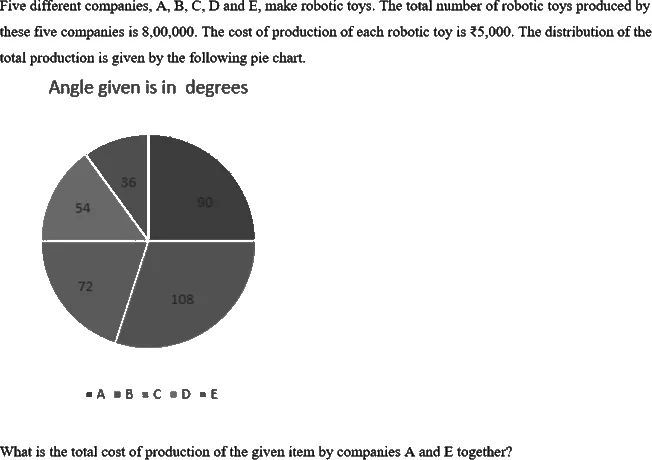 Five different companies, A, B, C, D and E, make robotic toys. The total number of robotic toys produced by
these five companies is 8,00,000. The cost of production of each robotic toy is ₹5,000. The distribution of the
total production is given by the following pie chart.
Angle given is in degrees
36
90
54
72
108
A B C D E
What is the total cost of production of the given item by companies A and E together?